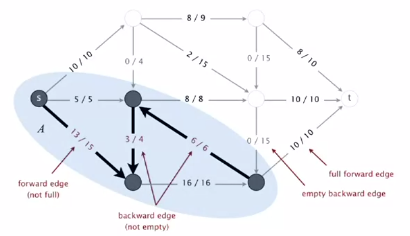 8 / 9
10 / 10
0 / 4
2 / 15
0 / 15
8 / 10
s
5 / 5
8 / 8
10 / 10
t
A
13 / 15
3 / 4
6 / 6
0 / 15
10 / 10
16 / 16
forward edge
(not full)
backward edge
(not empty)
full forward edge
empty backward edge